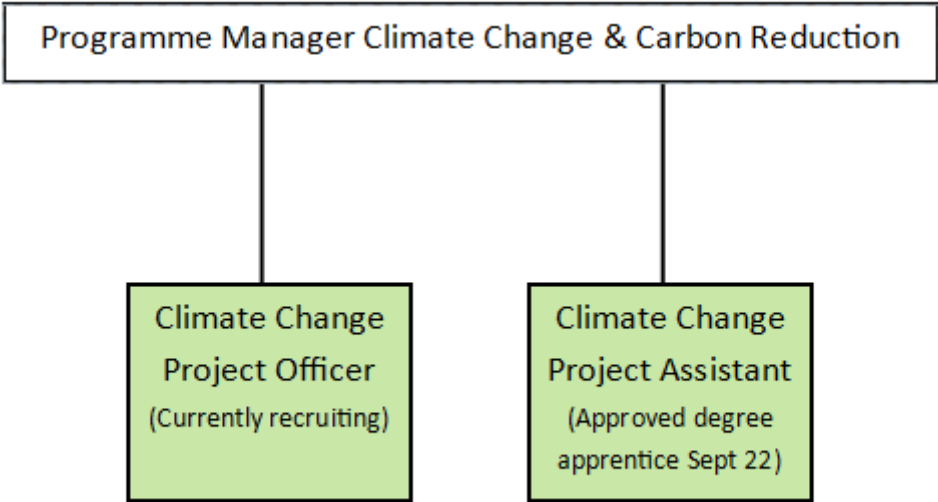 Programme Manager Climate Change & Carbon Reduction
Climate Change
Project Officer
(Currently recruiting)
Climate Change
Project Assistant
(Approved degree
apprentice Sept 22)